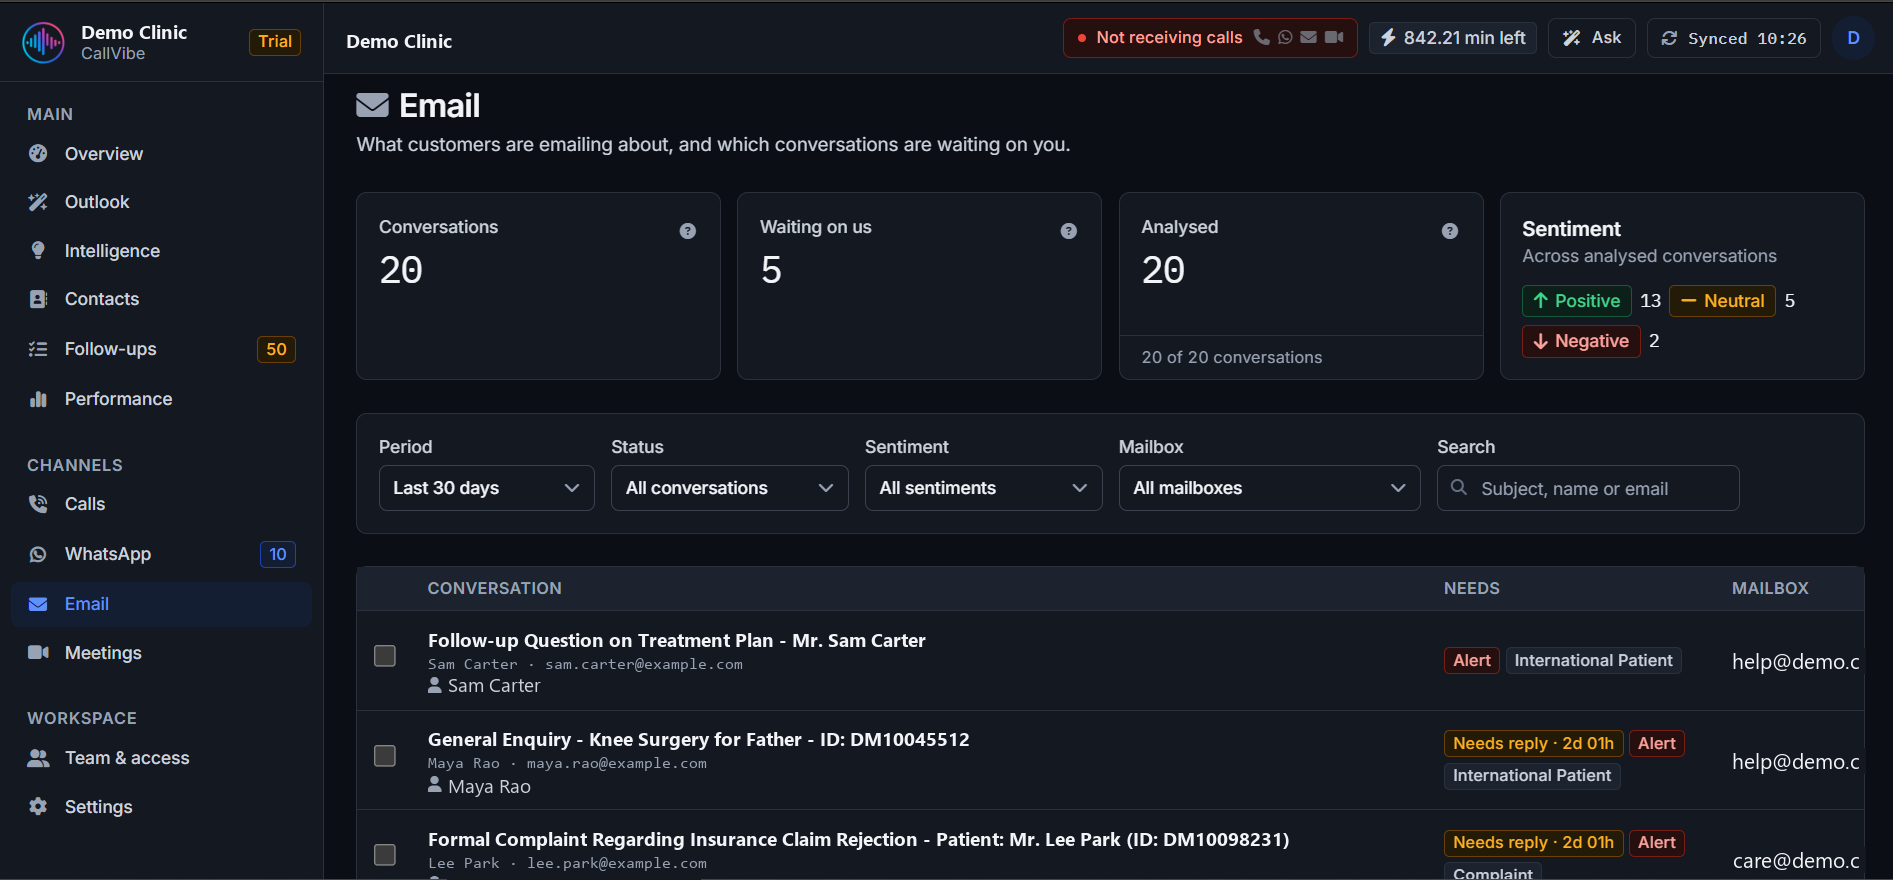 Demo Clinic
CallVibe
Trial
Demo Clinic
Not receiving calls
842.21 min left
Ask
Synced 10:26
D
MAIN
Overview
Outlook
Intelligence
Contacts
Follow-ups
50
Performance
CHANNELS
Calls
WhatsApp
10
Email
Meetings
WORKSPACE
Team & access
Settings
Email
What customers are emailing about, and which conversations are waiting on you.
Conversations
20
Waiting on us
5
Analysed
20
20 of 20 conversations
Sentiment
Across analysed conversations
Positive 13 Neutral 5
Negative 2
Period
Last 30 days
Status
All conversations
Sentiment
All sentiments
Mailbox
All mailboxes
Search
Subject, name or email
CONVERSATION NEEDS MAILBOX
Follow-up Question on Treatment Plan - Mr. Sam Carter
Sam Carter · sam.carter@example.com
Sam Carter
Alert International Patient
help@demo.c
General Enquiry - Knee Surgery for Father - ID: DM10045512
Maya Rao · maya.rao@example.com
Maya Rao
Needs reply · 2d 01h Alert
International Patient
help@demo.c
Formal Complaint Regarding Insurance Claim Rejection - Patient: Mr. Lee Park (ID: DM10098231)
Lee Park · lee.park@example.com
Needs reply · 2d 01h Alert
Complaint
care@demo.c